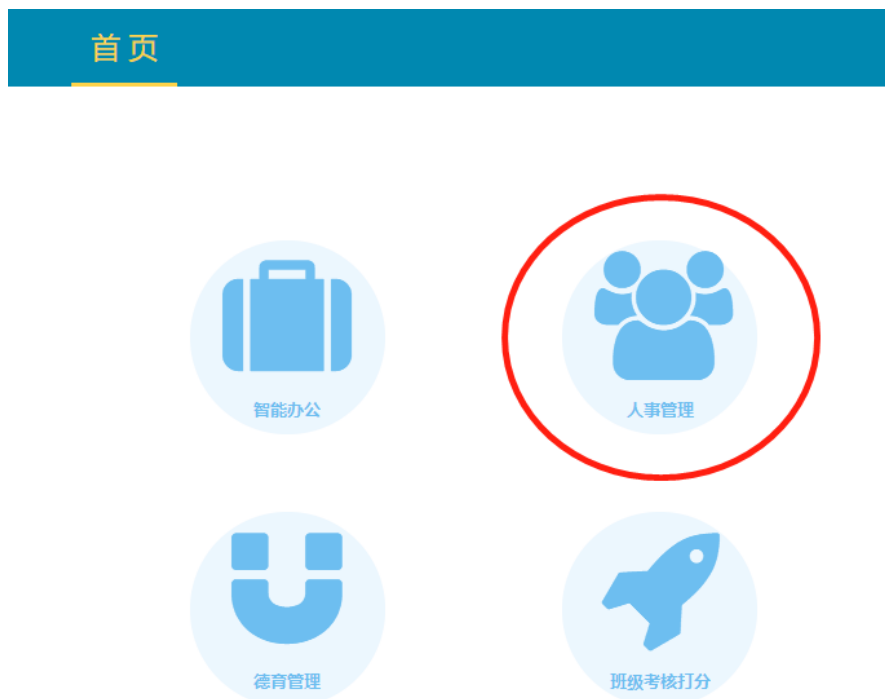 首页
智能办公
人事管理
德育管理
班级考核打分